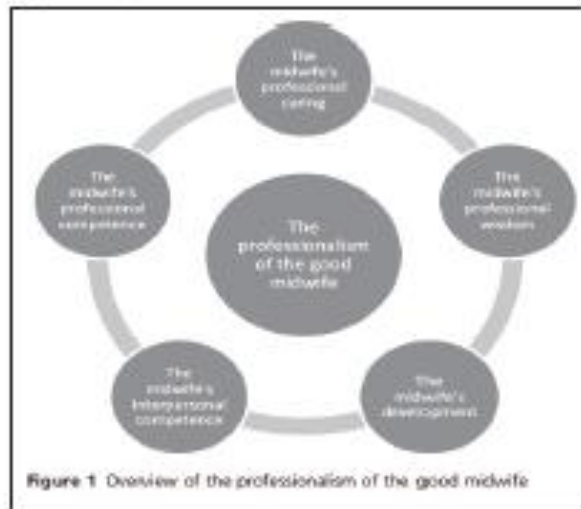 The
midwife's
professional
caring
The
midwife's
professional
wisdom
The
midwife's
development
The
midwife's
interpersonal
competence
The
midwife's
professional
competence
The
professionalism
of the good
midwife
Figure 1 Overview of the professionalism of the good midwife